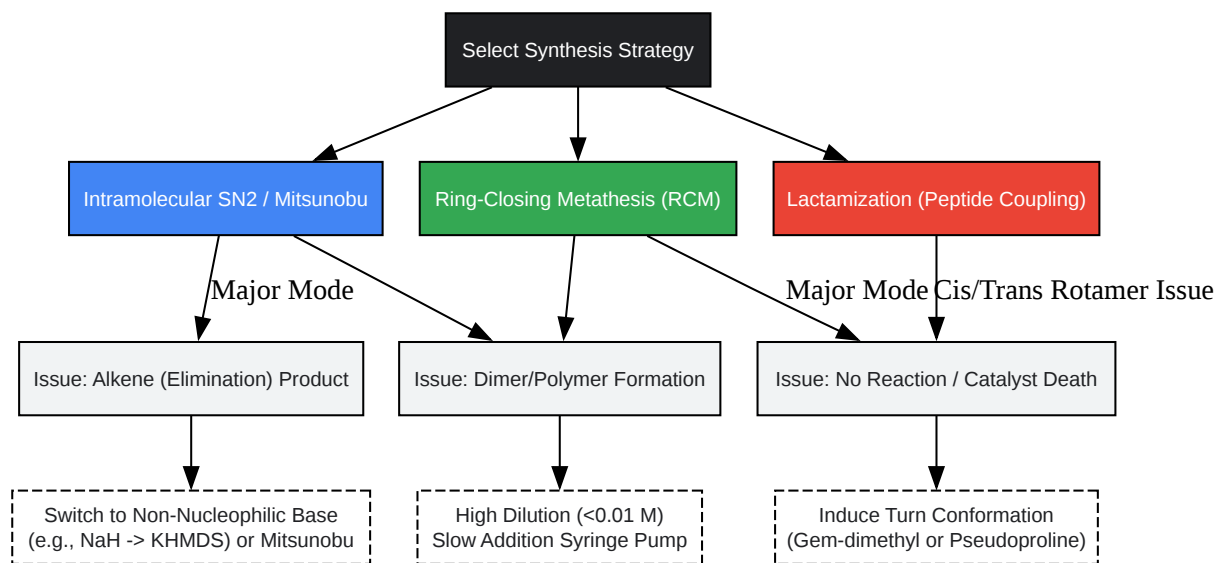 Select Synthesis Strategy
Intramolecular SN2 / Mitsunobu
Ring-Closing Metathesis (RCM)
Lactamization (Peptide Coupling)
Major Mode
Major Mode
Cis/Trans Rotamer Issue
Issue: Alkene (Elimination) Product
Issue: Dimer/Polymer Formation
Issue: No Reaction / Catalyst Death
Switch to Non-Nucleophilic Base
(e.g., NaH -> KHMDS) or Mitsunobu
High Dilution (<0.01 M)
Slow Addition Syringe Pump
Induce Turn Conformation
(Gem-dimethyl or Pseudoproline)